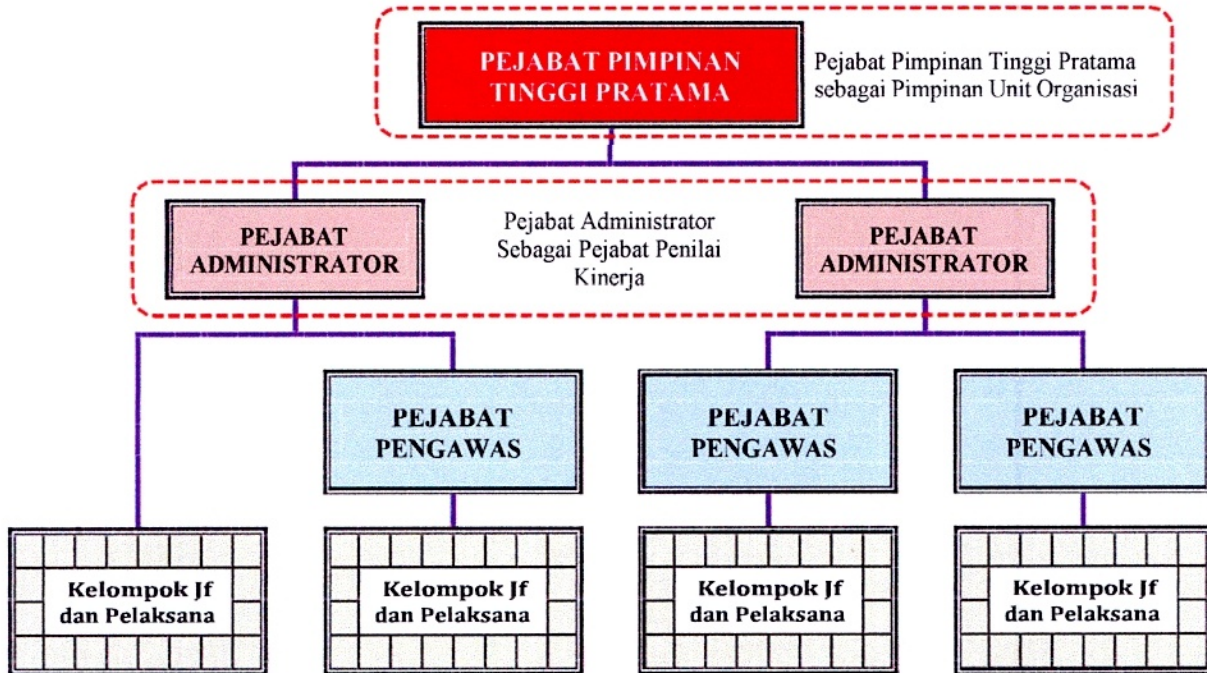 PEJABAT PIMPINAN
TINGGI PRATAMA
Pejabat Pimpinan Tinggi Pratama
sebagai Pimpinan Unit Organisasi
PEJABAT
ADMINISTRATOR
Pejabat Administrator
Sebagai Pejabat Penilai
Kinerja
PEJABAT
ADMINISTRATOR
PEJABAT
PENGAWAS
PEJABAT
PENGAWAS
PEJABAT
PENGAWAS
Kelompok Jf
dan Pelaksana
Kelompok Jf
dan Pelaksana
Kelompok Jf
dan Pelaksana
Kelompok Jf
dan Pelaksana